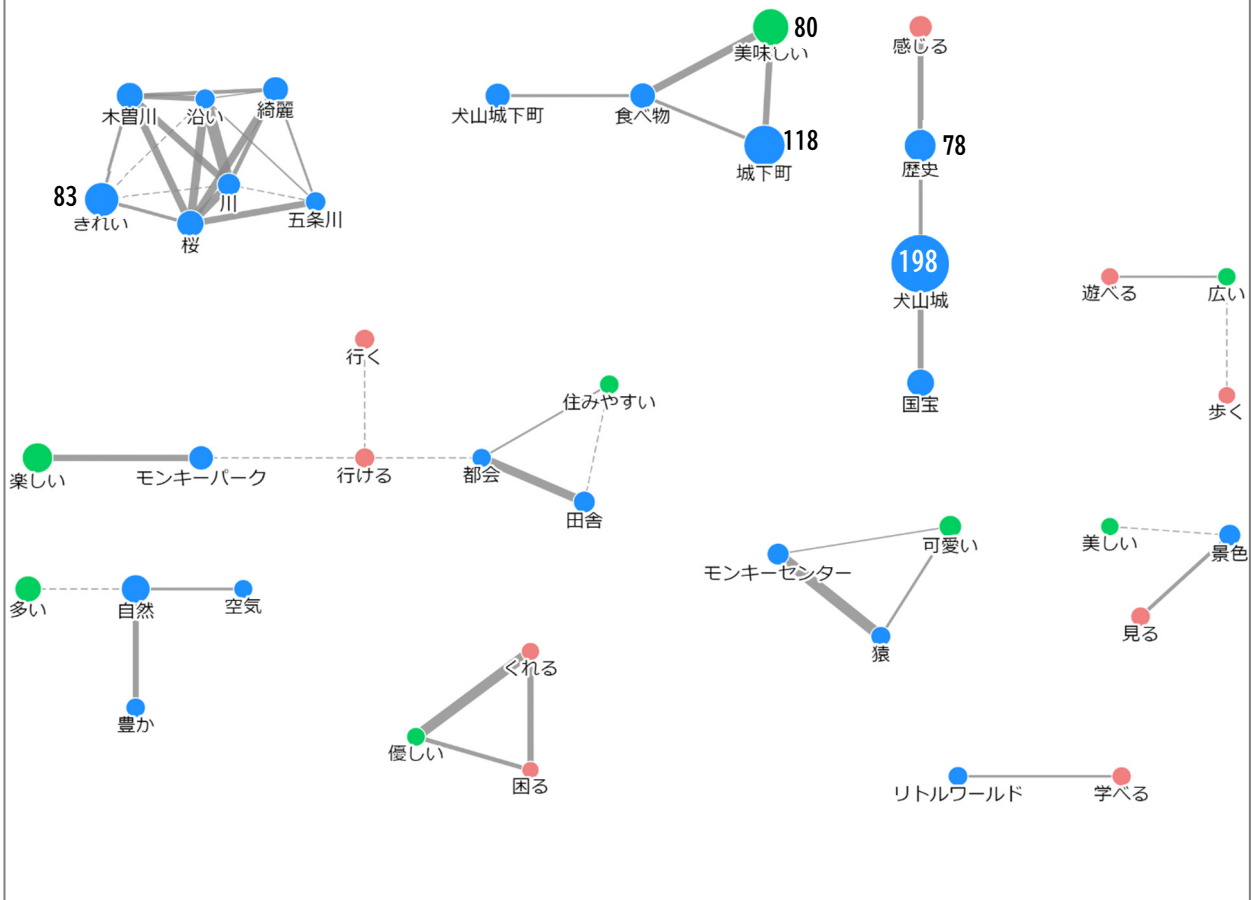 80
美味しい
感じる
木曽川
沿い
綺麗
犬山城下町
食べ物
118
城下町
78
歴史
83
きれい
川
五条川
桜
198
犬山城
遊べる
広い
行く
住みやすい
国宝
歩く
楽しい
モンキーパーク
行ける
都会
田舎
可愛い
美しい
景色
モンキーセンター
多い
自然
空気
見る
猿
くれる
豊か
優しい
困る
リトルワールド
学べる